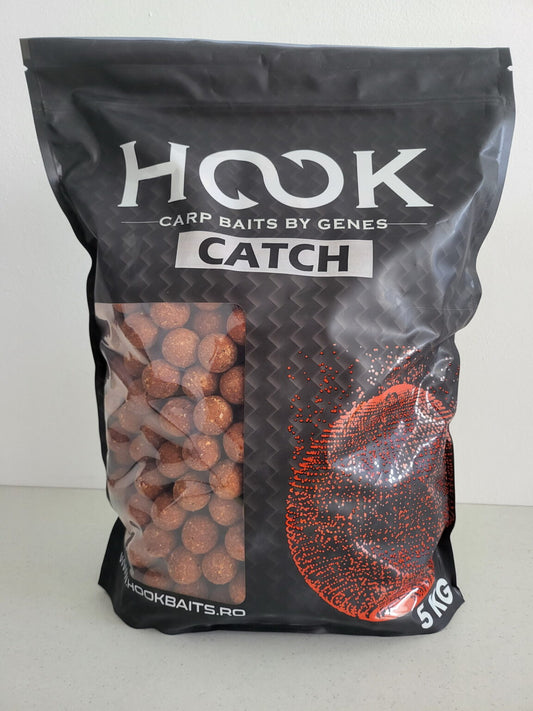 HOOK
CARP BAITS BY GENES
CATCH
WWW.HOOKBAITS.RO
5 KG